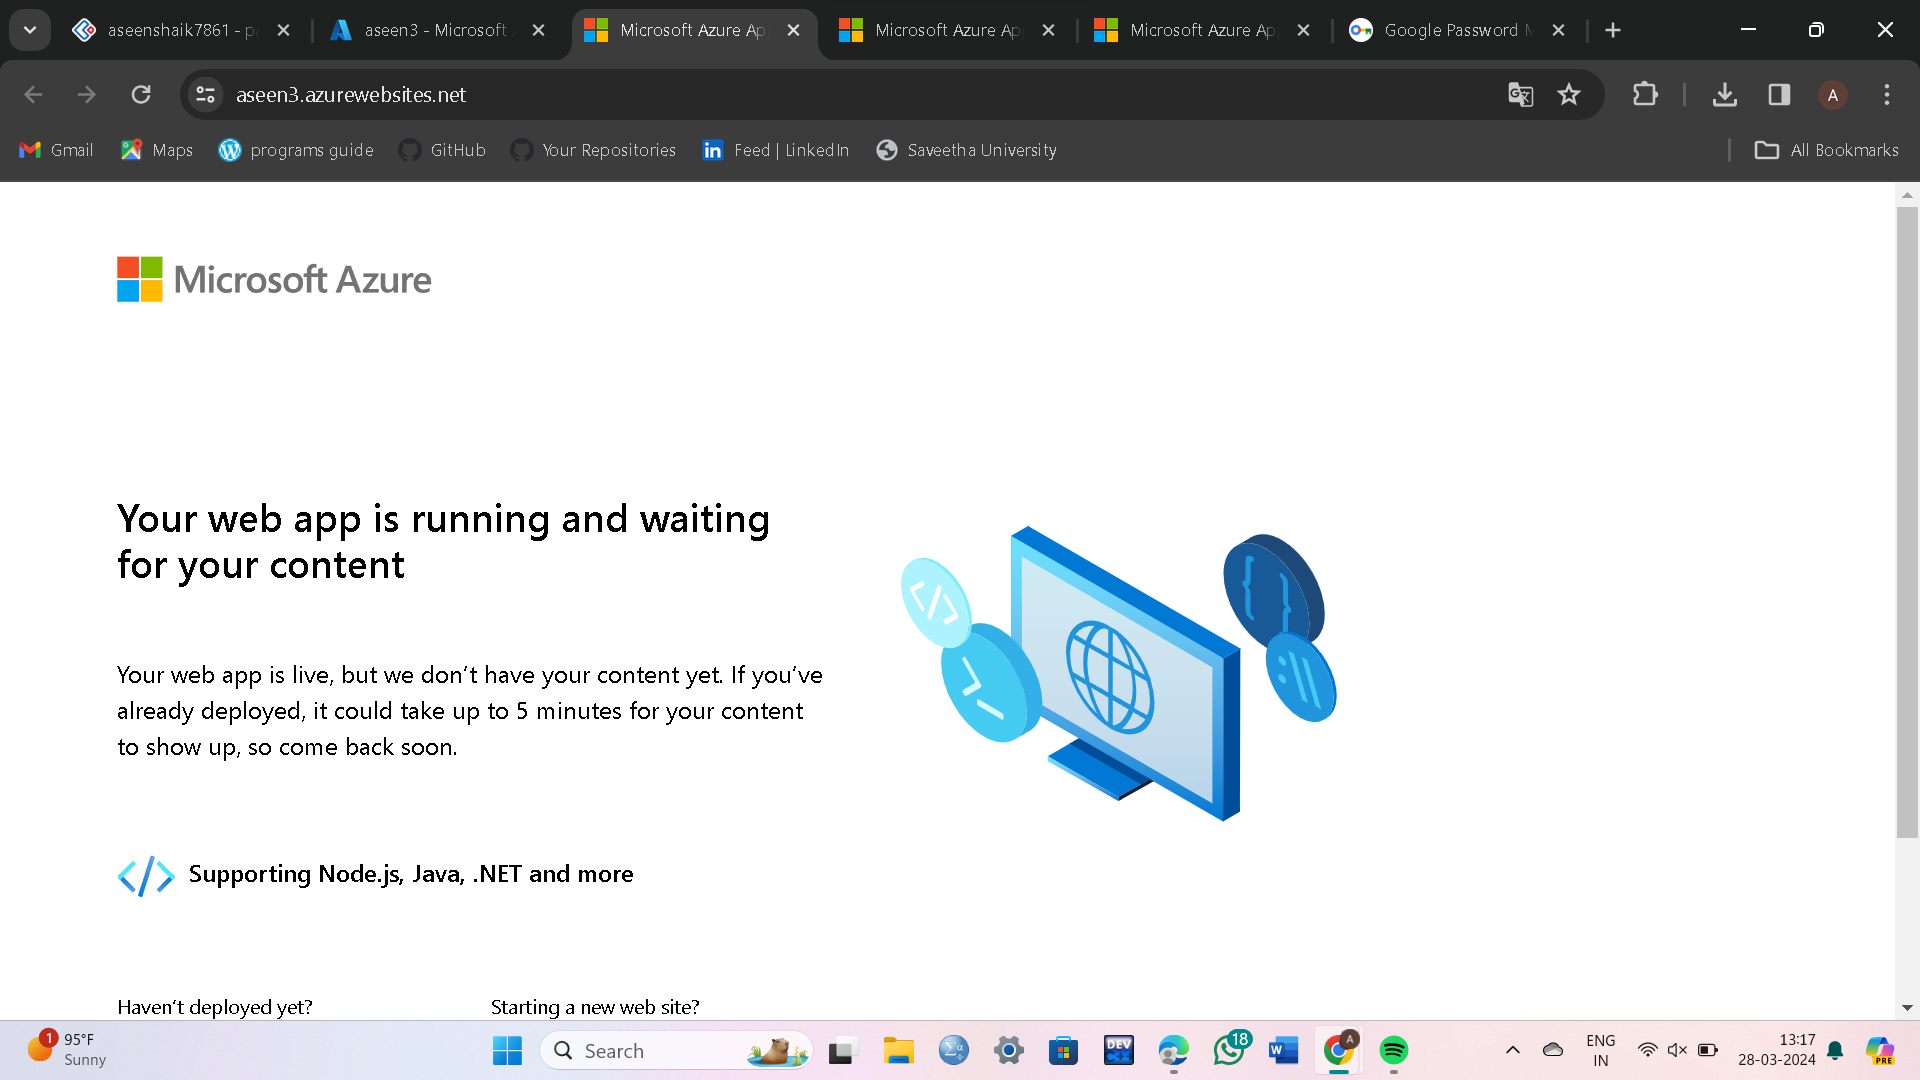 aseenshaik7861 - p
aseen3 - Microsoft
Microsoft Azure Ap
Microsoft Azure Ap
Microsoft Azure Ap
Google Password
aseen3.azurewebsites.net
A
Gmail
Maps
programs guide
GitHub
Your Repositories
Feed | LinkedIn
Saveetha University
All Bookmarks
Microsoft Azure
Your web app is running and waiting
for your content
Your web app is live, but we don’t have your content yet. If you’ve
already deployed, it could take up to 5 minutes for your content
to show up, so come back soon.
Supporting Node.js, Java, .NET and more
Haven’t deployed yet?
Starting a new web site?
1
95°F
Sunny
Search
DEV
18
W
A
ENG
IN
13:17
28-03-2024
PRE